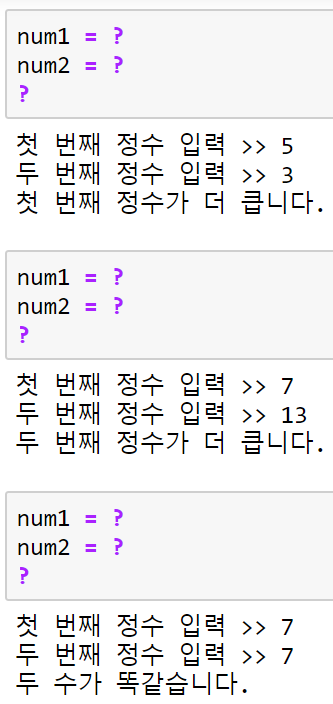 num1 = ?
num2 = ?
?
첫 번째 정수 입력 >> 5
두 번째 정수 입력 >> 3
첫 번째 정수가 더 큽니다.
num1 = ?
num2 = ?
?
첫 번째 정수 입력 >> 7
두 번째 정수 입력 >> 13
두 번째 정수가 더 큽니다.
num1 = ?
num2 = ?
?
첫 번째 정수 입력 >> 7
두 번째 정수 입력 >> 7
두 수가 똑같습니다.